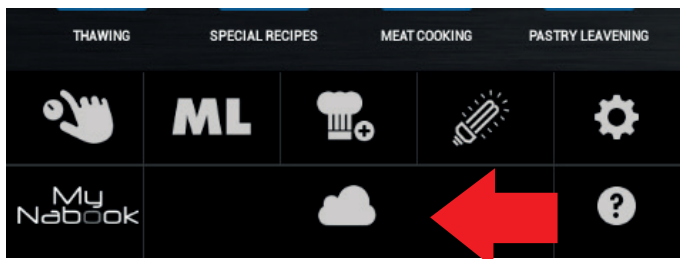 THAWING SPECIAL RECIPES MEAT COOKING PASTRY LEAVENING
ML
My
Nabook
?